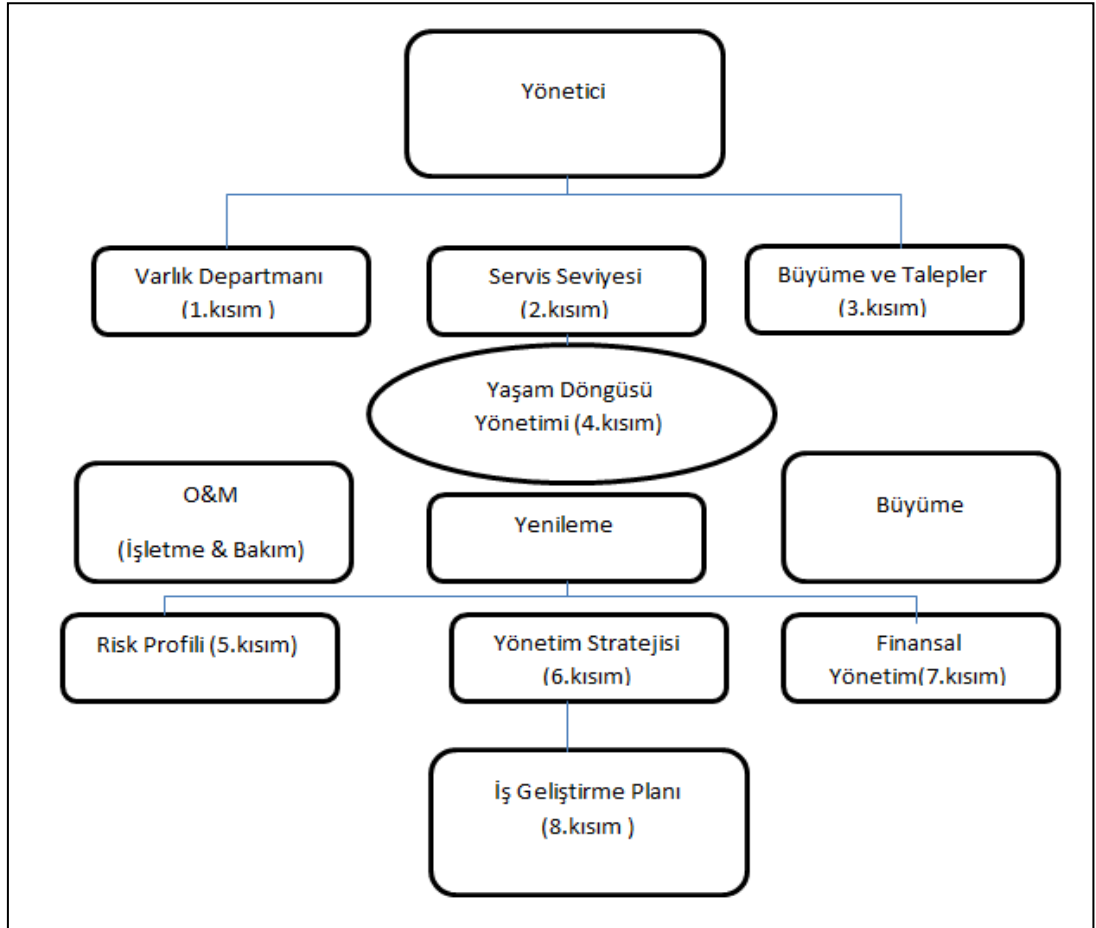 Yönetici
Varlık Departmanı
(1.kısım )
Servis Seviyesi
(2.kısım)
Büyüme ve Talepler
(3.kısım)
Yaşam Döngüsü
Yönetimi (4.kısım)
O&M
(İşletme & Bakım)
Yenileme
Büyüme
Risk Profili (5.kısım)
Yönetim Stratejisi
(6.kısım)
Finansal
Yönetim(7.kısım)
İş Geliştirme Planı
(8.kısım )